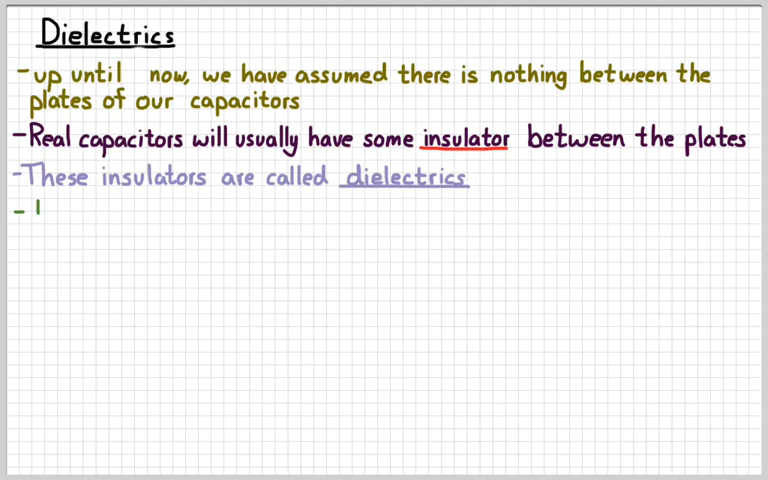 Dielectrics
- up until now, we have assumed there is nothing between the
plates of our capacitors
- Real capacitors will usually have some insulator between the plates
- These insulators are called dielectrics
-